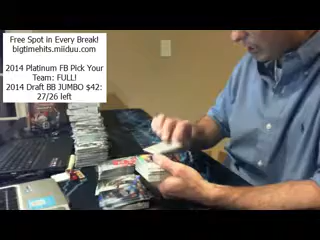 Free Spot in Every Break!
bigtimehits.miiduu.com
2014 Platinum FB Pick Your
Team: FULL!
2014 Draft BB JUMBO $42:
27/26 left